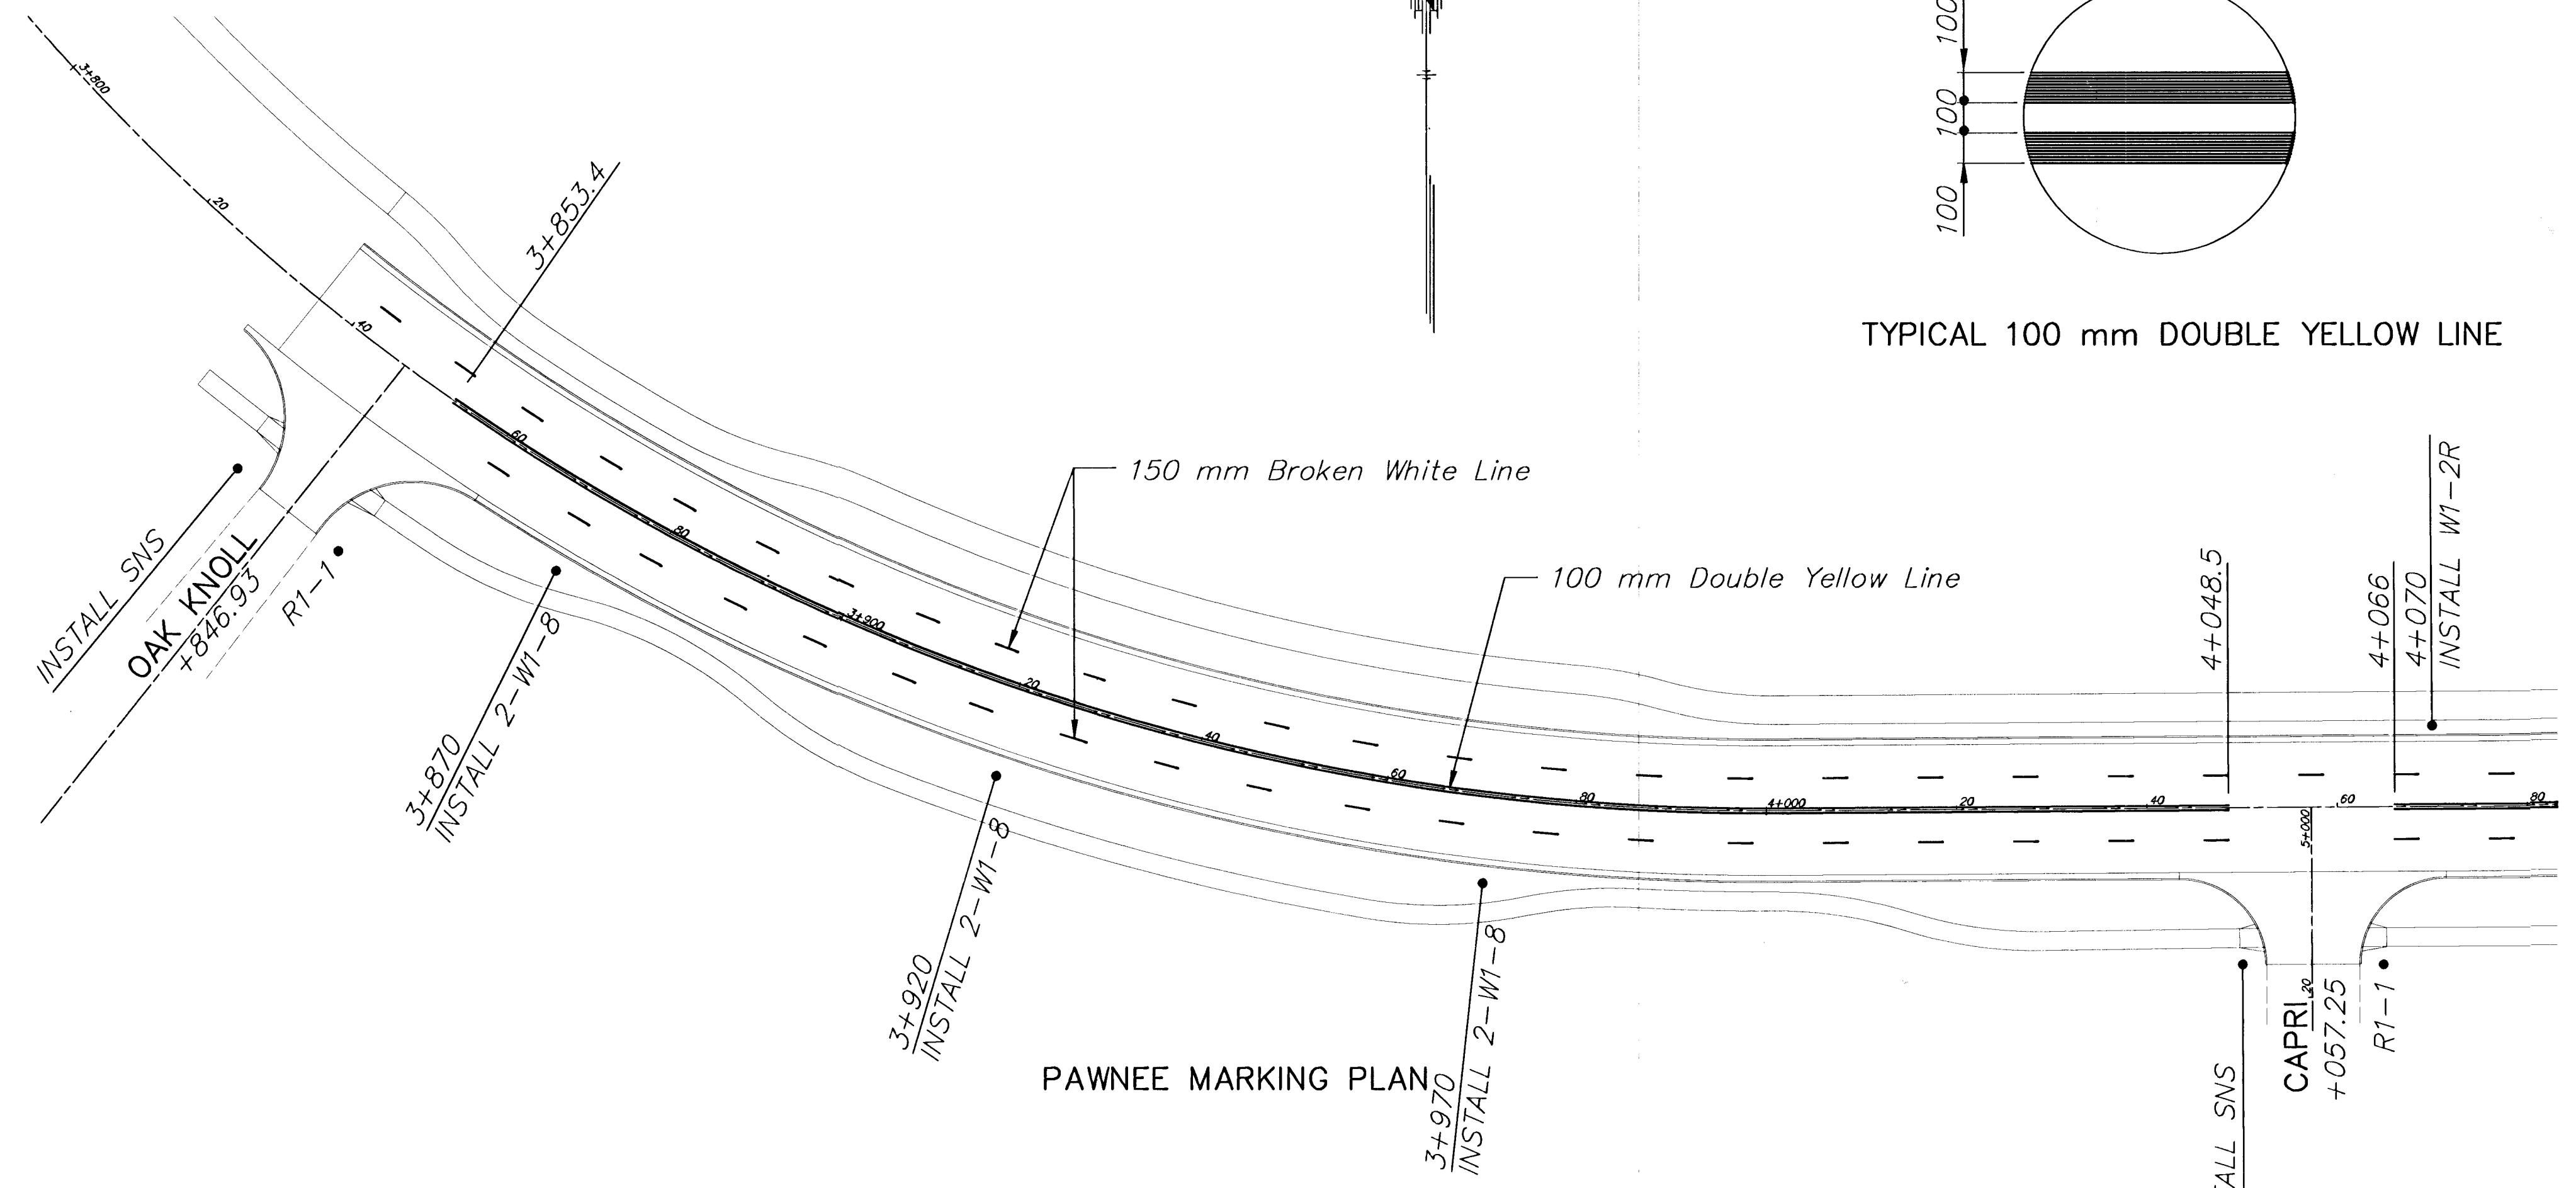 100
100
100
TYPICAL 100 mm DOUBLE YELLOW LINE
3+800
20
40
3+853.4
60
80
3+900
20
40
60
80
4+000
20
40
60
80
150 mm Broken White Line
100 mm Double Yellow Line
INSTALL SNS
OAK KNOLL
+846.93
R1-1
3+870
INSTALL 2-W1-8
3+920
INSTALL 2-W1-8
3+970
INSTALL 2-W1-8
4+048.5
4+066
4+070
INSTALL W1-2R
5+000
20
CAPRI
+057.25
R1-1
ALL SNS
PAWNEE MARKING PLAN